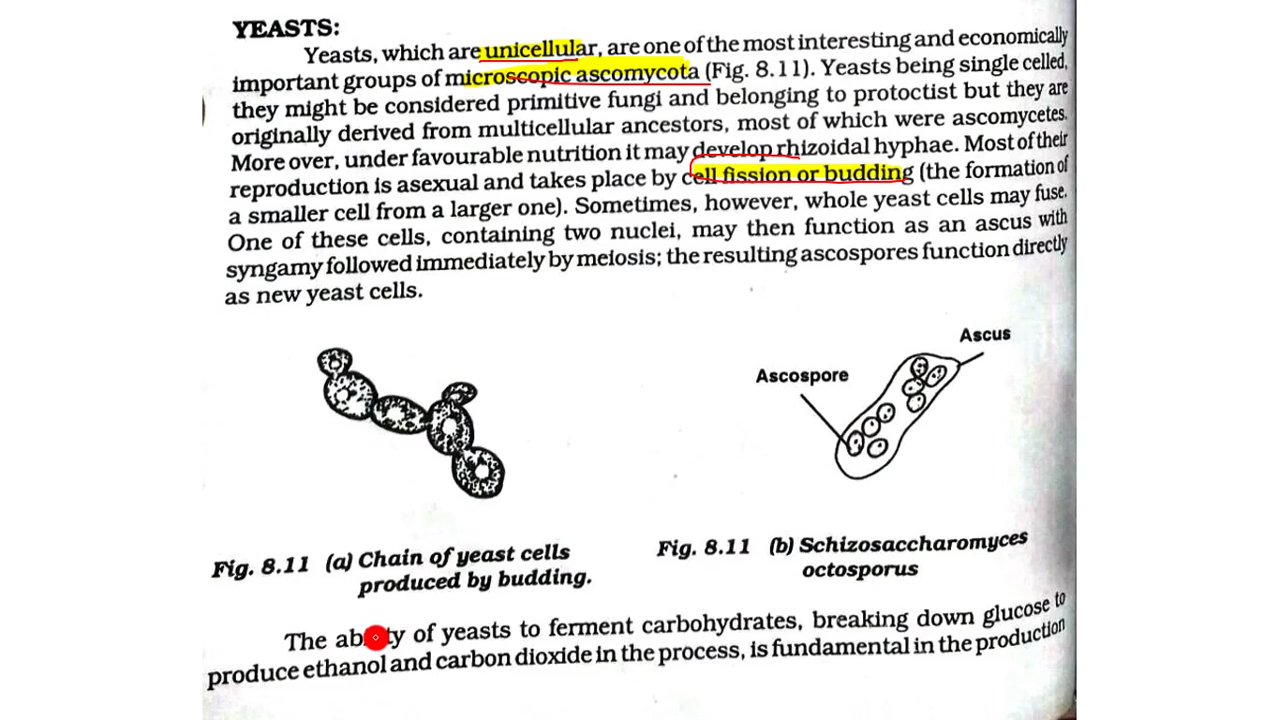 YEASTS:
Yeasts, which are unicellular, are one of the most interesting and economically
important groups of microscopic ascomycota (Fig. 8.11). Yeasts being single celled,
they might be considered primitive fungi and belonging to protoctist but they are
originally derived from multicellular ancestors, most of which were ascomycetes.
More over, under favourable nutrition it may develop rhizoidal hyphae. Most of their
reproduction is asexual and takes place by cell fission or budding (the formation of
a smaller cell from a larger one). Sometimes, however, whole yeast cells may fuse.
One of these cells, containing two nuclei, may then function as an ascus with
syngamy followed immediately by meiosis; the resulting ascospores function directly
as new yeast cells.
Ascus
Ascospore
Fig. 8.11 (a) Chain of yeast cells
produced by budding.
Fig. 8.11 (b) Schizosaccharomyces
octosporus
The of yeasts to ferment carbohydrates, breaking down glucose to
produce ethanol and carbon dioxide in the process, is fundamental in the production